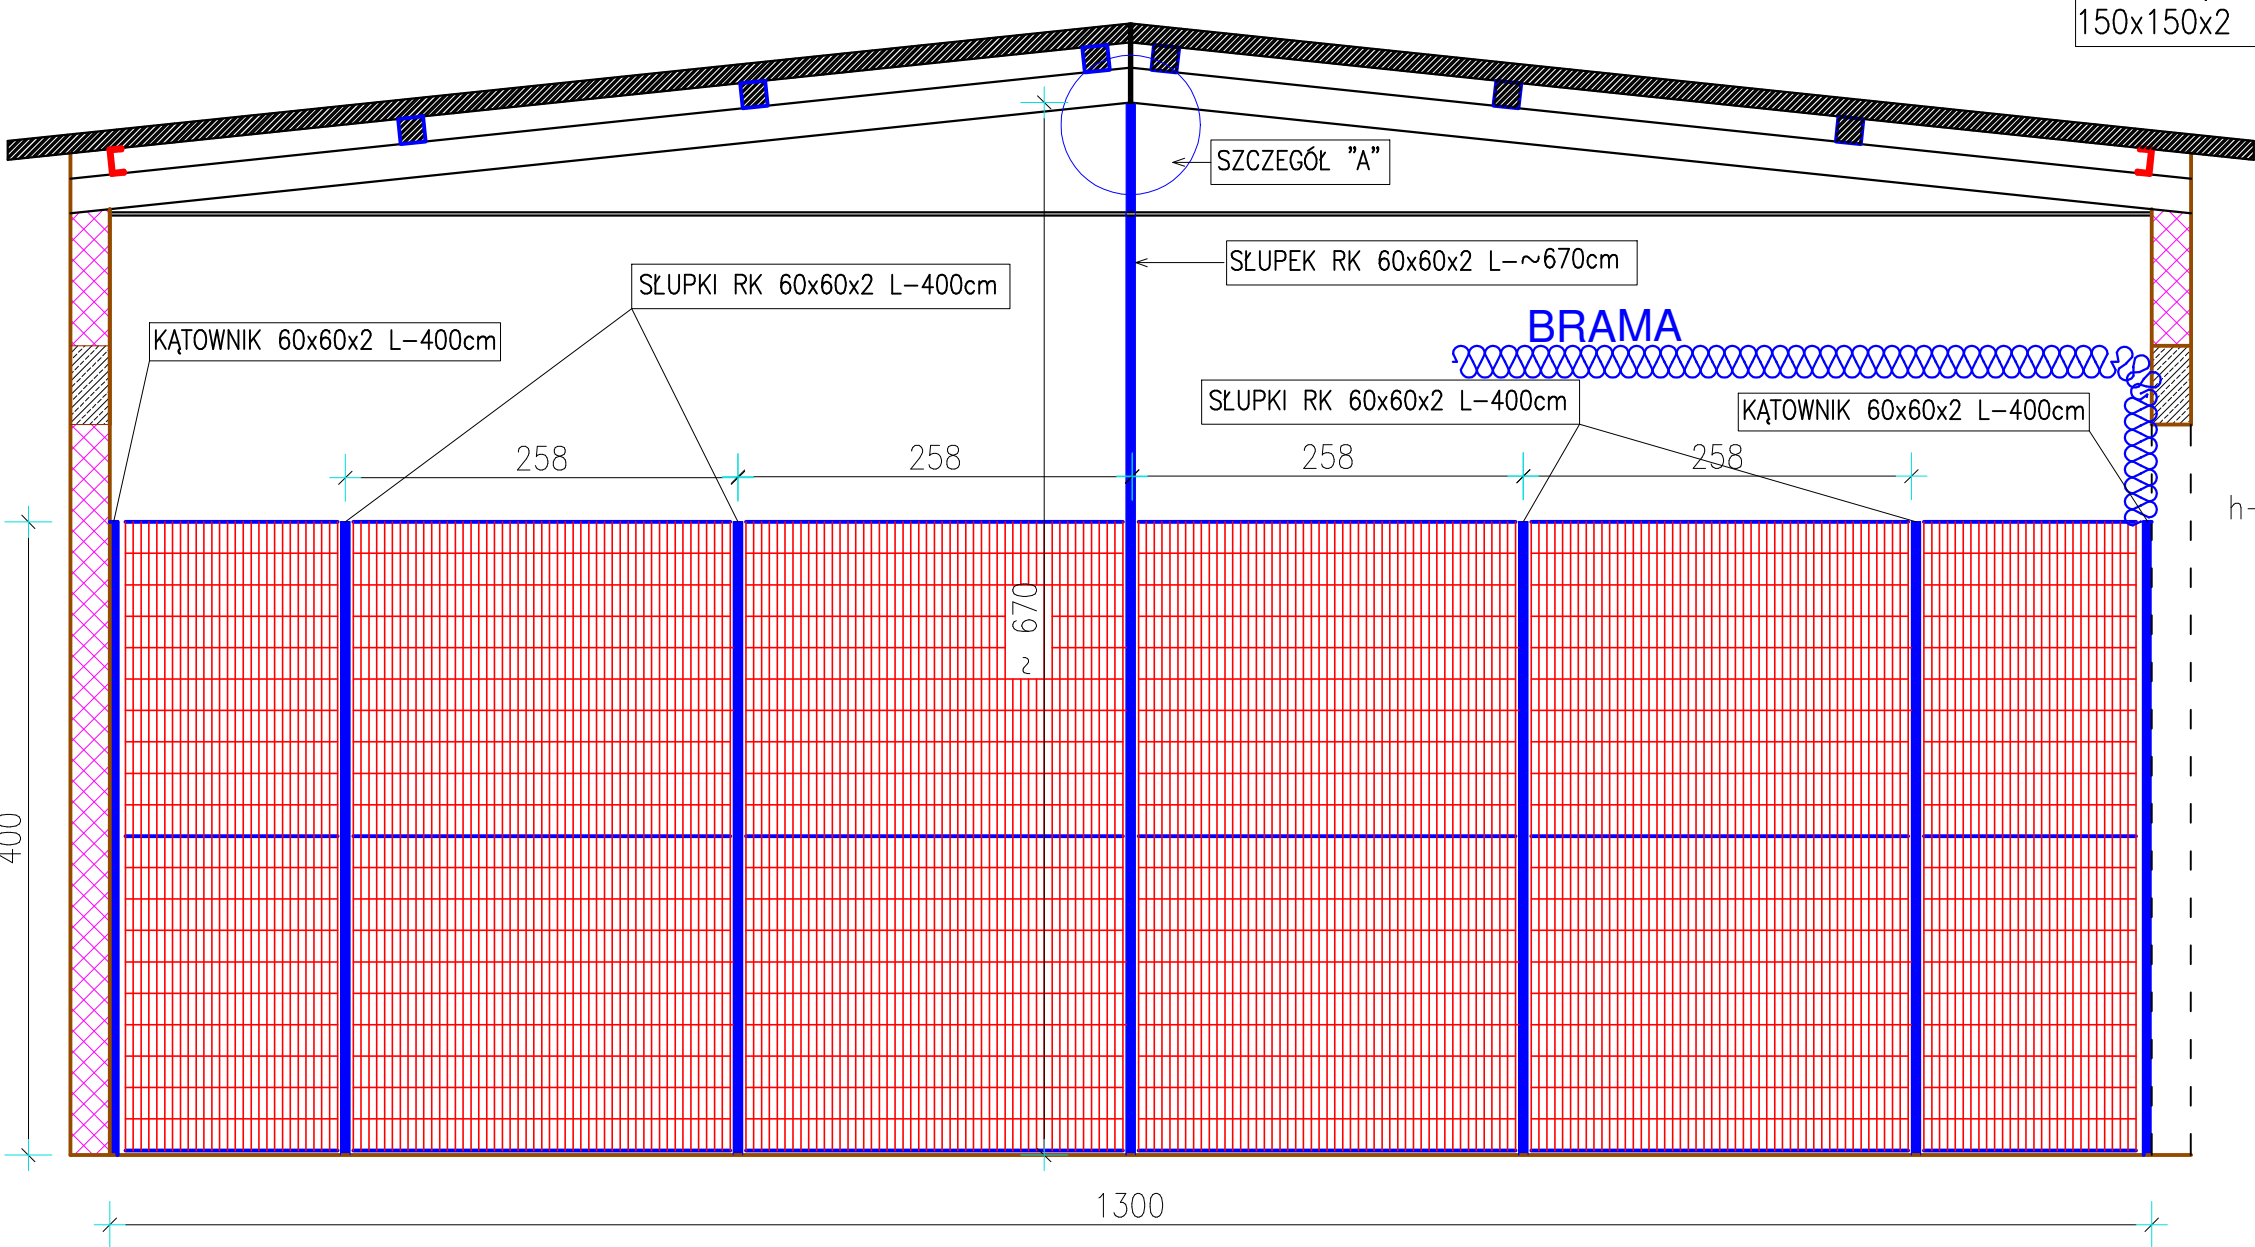 150x150x2
SZCZEGÓŁ "A"
SŁUPEK RK 60x60x2 L-~670cm
SŁUPKI RK 60x60x2 L-400cm
KĄTOWNIK 60x60x2 L-400cm
BRAMA
SŁUPKI RK 60x60x2 L-400cm
KĄTOWNIK 60x60x2 L-400cm
258
258
258
258
h-
~ 670
400
1300